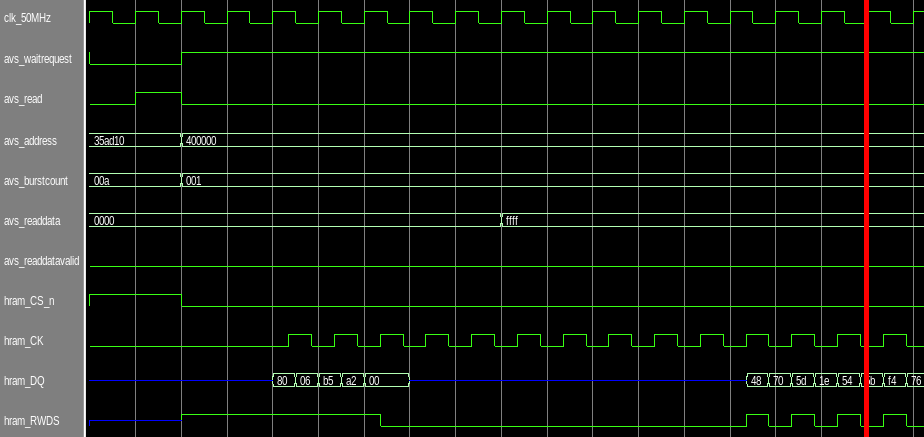 clk_50MHz
avs_waitrequest
avs_read
avs_address 35ad10 400000
avs_burstcount 00a 001
avs_readdata 0000 ffff
avs_readdatavalid
hram_CS_n
hram_CK
hram_DQ 80 06 b5 a2 00 48 70 5d 1e 54 f4 76
hram_RWDS